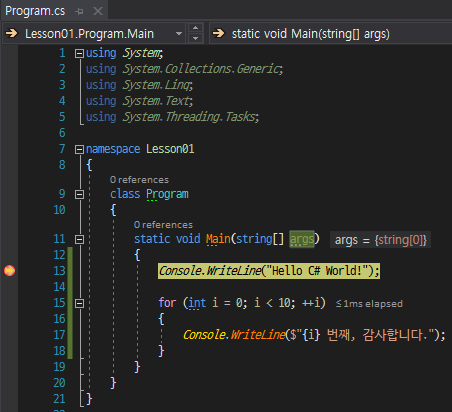 Program.cs
Lesson01.Program.Main static void Main(string[] args)
1 using System;
2 using System.Collections.Generic;
3 using System.Linq;
4 using System.Text;
5 using System.Threading.Tasks;
6
7 namespace Lesson01
8 {
0 references
9 class Program
10 {
0 references
11 static void Main(string[] args) args = {string[0]}
12 {
13 Console.WriteLine("Hello C# World!");
14
15 for (int i = 0; i < 10; ++i) ≤1ms elapsed
16 {
17 Console.WriteLine($"{i} 번째, 감사합니다.");
18 }
19 }
20 }
21 }